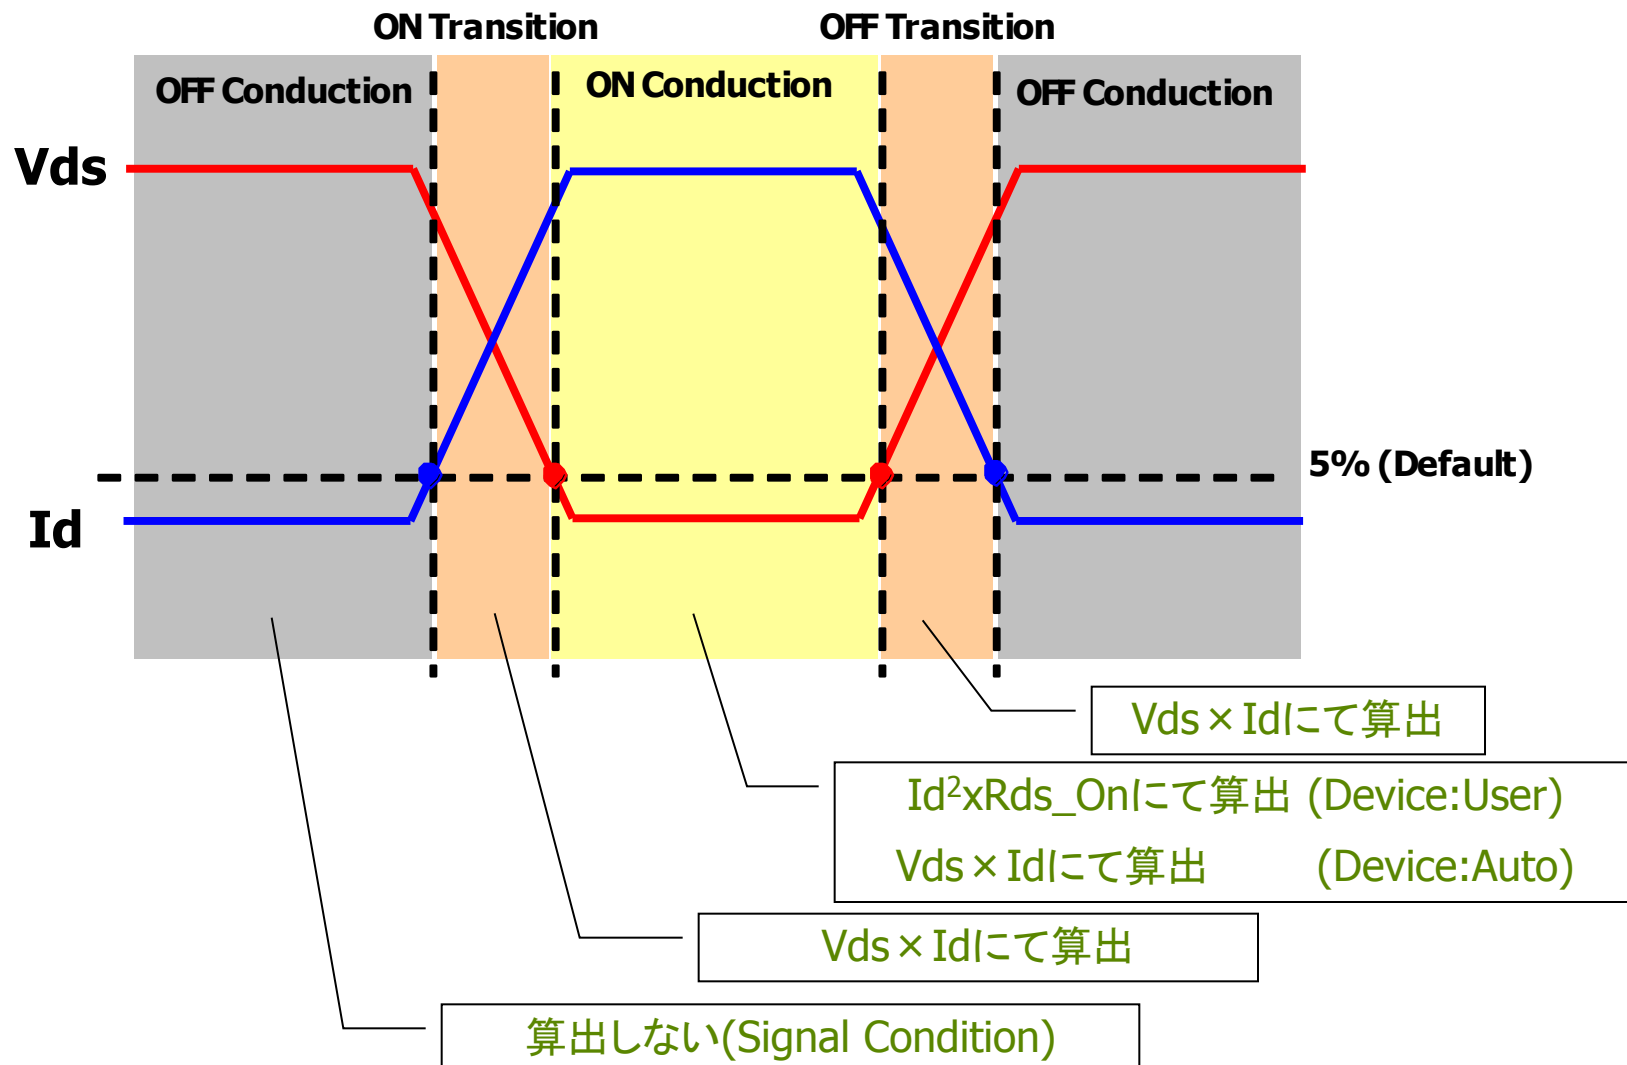 ON Transition
OFF Transition
OFF Conduction
ON Conduction
OFF Conduction
Vds
5% (Default)
Id
Vds×Idにて算出
Id²xRds_Onにて算出 (Device:User)
Vds×Idにて算出 (Device:Auto)
Vds×Idにて算出
算出しない(Signal Condition)